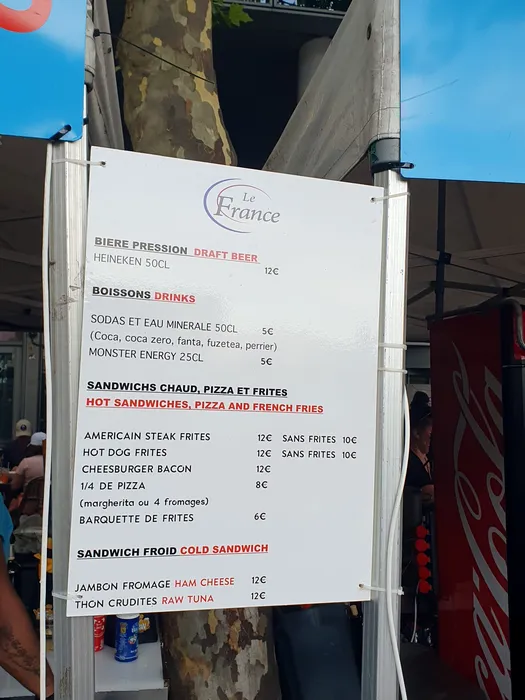 Le
France
BIERE PRESSION DRAFT BEER
HEINEKEN 50CL 12€
BOISSONS DRINKS
SODAS ET EAU MINERALE 50CL 5€
(Coca, coca zero, fanta, fuzetea, perrier)
MONSTER ENERGY 25CL 5€
SANDWICHS CHAUD, PIZZA ET FRITES
HOT SANDWICHES, PIZZA AND FRENCH FRIES
AMERICAIN STEAK FRITES 12€ SANS FRITES 10€
HOT DOG FRITES 12€ SANS FRITES 10€
CHEESBURGER BACON 12€
1/4 DE PIZZA 8€
(margherita ou 4 fromages)
BARQUETTE DE FRITES 6€
SANDWICH FROID COLD SANDWICH
JAMBON FROMAGE HAM CHEESE 12€
THON CRUDITES RAW TUNA 12€
Coca-Cola